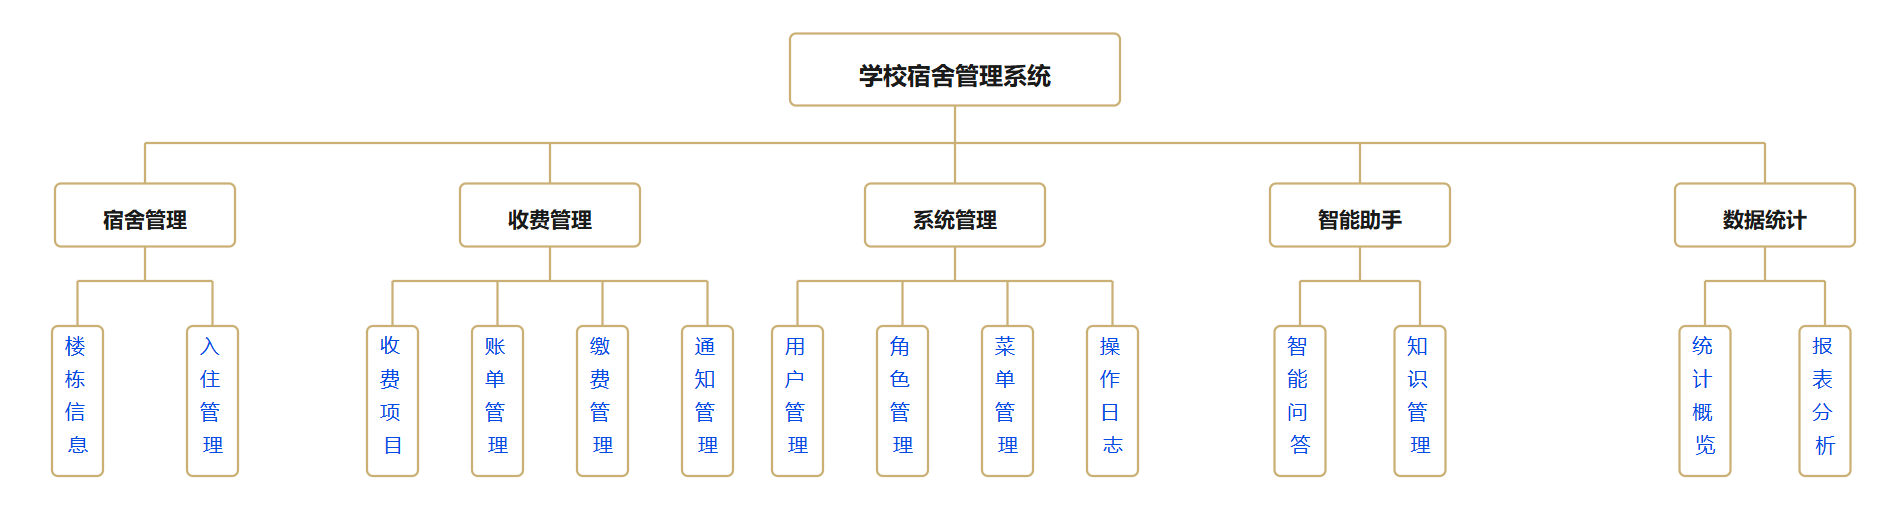 学校宿舍管理系统
宿舍管理
收费管理
系统管理
智能助手
数据统计
楼栋信息
入住管理
收费项目
账单管理
缴费管理
通知管理
用户管理
角色管理
菜单管理
操作日志
智能问答
知识管理
统计概览
报表分析